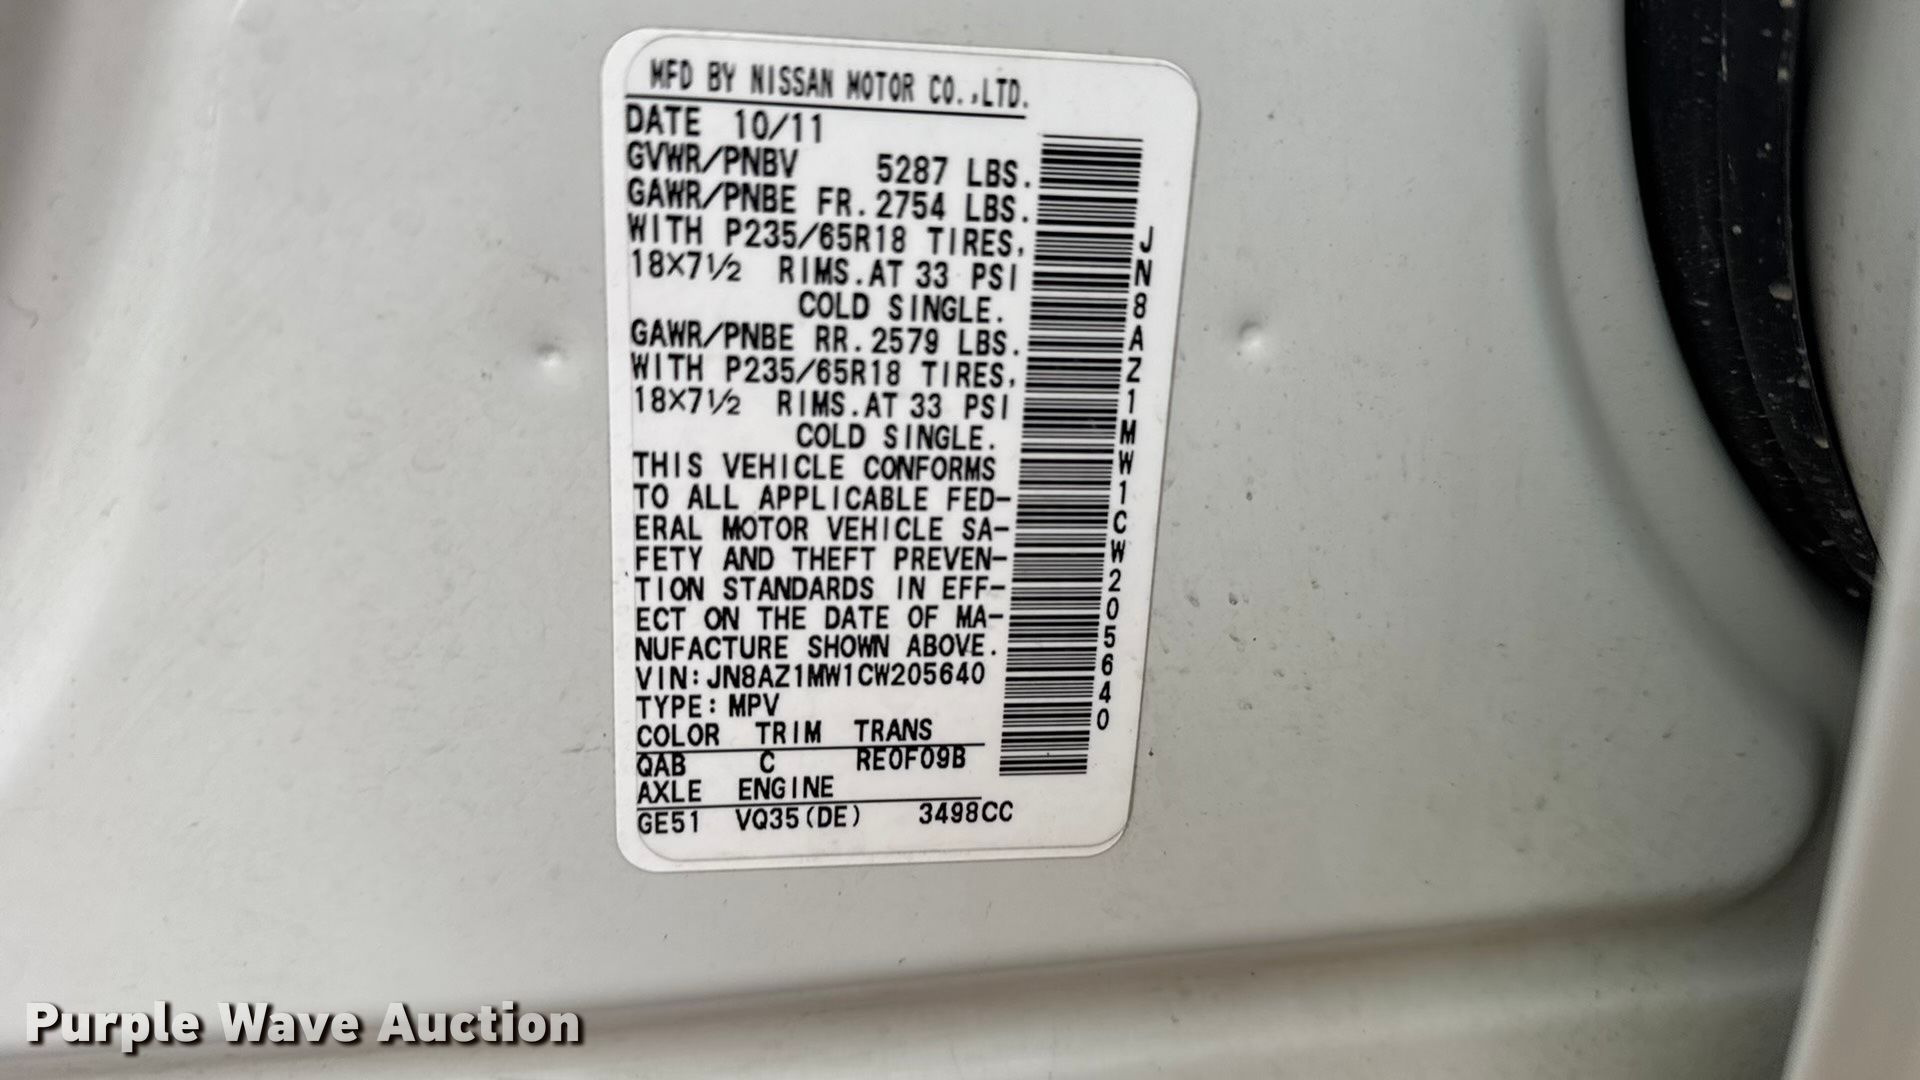 MFD BY NISSAN MOTOR CO.,LTD.
DATE 10/11
GVWR/PNBV 5287 LBS.
GAWR/PNBE FR. 2754 LBS.
WITH P235/65R18 TIRES,
18×7½ RIMS.AT 33 PSI
COLD SINGLE.
GAWR/PNBE RR. 2579 LBS.
WITH P235/65R18 TIRES,
18×7½ RIMS.AT 33 PSI
COLD SINGLE.
THIS VEHICLE CONFORMS
TO ALL APPLICABLE FED-
ERAL MOTOR VEHICLE SA-
FETY AND THEFT PREVEN-
TION STANDARDS IN EFF-
ECT ON THE DATE OF MA-
NUFACTURE SHOWN ABOVE.
VIN:JN8AZ1MW1CW205640
TYPE:MPV
COLOR TRIM TRANS
QAB C RE0F09B
AXLE ENGINE
GE51 VQ35(DE) 3498CC
JN8AZ1MW1CW205640
Purple Wave Auction